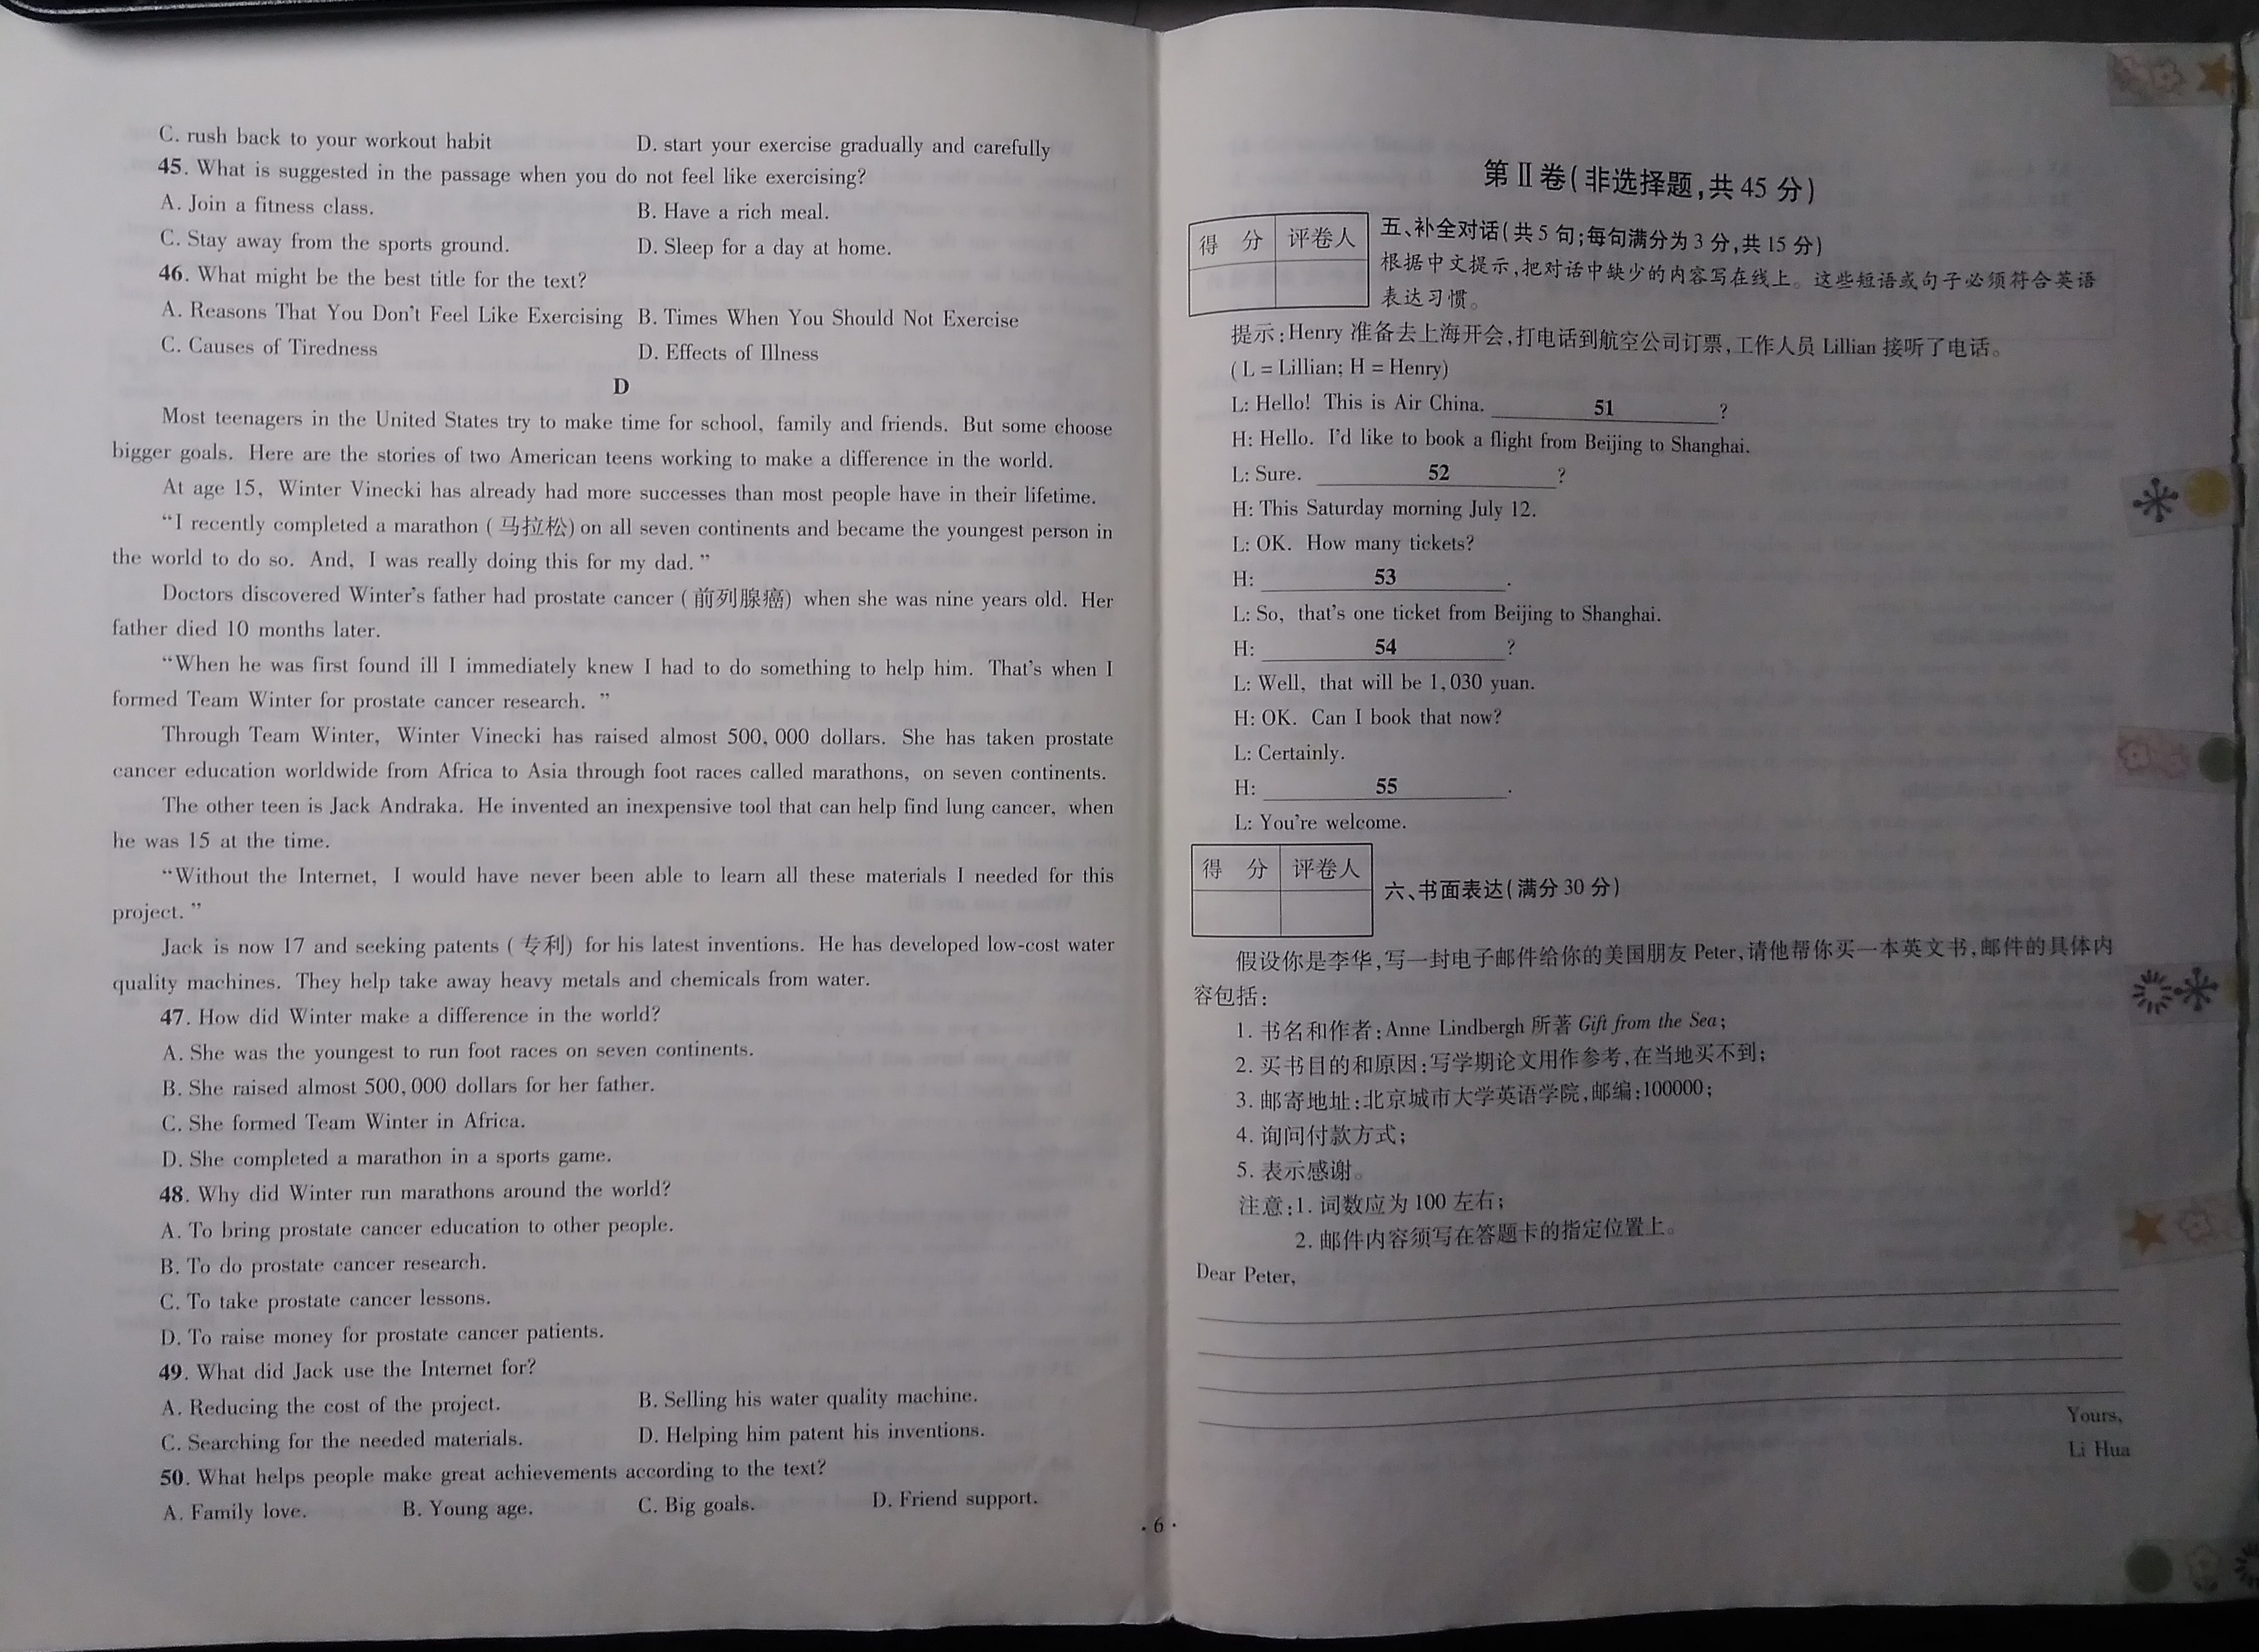 C. rush back to your workout habit
D. start your exercise gradually and carefully
45. What is suggested in the passage when you do not feel like exercising?
A. Join a fitness class.
B. Have a rich meal.
C. Stay away from the sports ground.
D. Sleep for a day at home.
46. What might be the best title for the text?
A. Reasons That You Don't Feel Like Exercising
B. Times When You Should Not Exercise
C. Causes of Tiredness
D. Effects of Illness
D
Most teenagers in the United States try to make time for school, family and friends. But some choose
bigger goals. Here are the stories of two American teens working to make a difference in the world.
At age 15, Winter Vinecki has already had more successes than most people have in their lifetime.
“I recently completed a marathon (马拉松) on all seven continents and became the youngest person in
the world to do so. And, I was really doing this for my dad.”
Doctors discovered Winter's father had prostate cancer (前列腺癌) when she was nine years old. Her
father died 10 months later.
“When he was first found ill I immediately knew I had to do something to help him. That's when I
formed Team Winter for prostate cancer research.”
Through Team Winter, Winter Vinecki has raised almost 500,000 dollars. She has taken prostate
cancer education worldwide from Africa to Asia through foot races called marathons, on seven continents.
The other teen is Jack Andraka. He invented an inexpensive tool that can help find lung cancer, when
he was 15 at the time.
“Without the Internet, I would have never been able to learn all these materials I needed for this
project.”
Jack is now 17 and seeking patents (专利) for his latest inventions. He has developed low-cost water
quality machines. They help take away heavy metals and chemicals from water.
47. How did Winter make a difference in the world?
A. She was the youngest to run foot races on seven continents.
B. She raised almost 500,000 dollars for her father.
C. She formed Team Winter in Africa.
D. She completed a marathon in a sports game.
48. Why did Winter run marathons around the world?
A. To bring prostate cancer education to other people.
B. To do prostate cancer research.
C. To take prostate cancer lessons.
D. To raise money for prostate cancer patients.
49. What did Jack use the Internet for?
A. Reducing the cost of the project.
B. Selling his water quality machine.
C. Searching for the needed materials.
D. Helping him patent his inventions.
50. What helps people make great achievements according to the text?
A. Family love.
B. Young age.
C. Big goals.
D. Friend support.
· 6 ·
第Ⅱ卷(非选择题,共45分)
得 分 评卷人
五、补全对话(共5句;每句满分为3分,共15分)
根据中文提示,把对话中缺少的内容写在线上。这些短语或句子必须符合英语
表达习惯。
提示:Henry 准备去上海开会,打电话到航空公司订票,工作人员 Lillian 接听了电话。
(L = Lillian; H = Henry)
L: Hello! This is Air China. 51 ?
H: Hello. I'd like to book a flight from Beijing to Shanghai.
L: Sure. 52 ?
H: This Saturday morning July 12.
L: OK. How many tickets?
H: 53 .
L: So, that's one ticket from Beijing to Shanghai.
H: 54 ?
L: Well, that will be 1,030 yuan.
H: OK. Can I book that now?
L: Certainly.
H: 55 .
L: You're welcome.
得 分 评卷人
六、书面表达(满分30分)
假设你是李华,写一封电子邮件给你的美国朋友 Peter,请他帮你买一本英文书,邮件的具体内
容包括:
1. 书名和作者:Anne Lindbergh 所著 Gift from the Sea;
2. 买书目的和原因:写学期论文用作参考,在当地买不到;
3. 邮寄地址:北京城市大学英语学院,邮编:100000;
4. 询问付款方式;
5. 表示感谢。
注意:1. 词数应为100左右;
2. 邮件内容须写在答题卡的指定位置上。
Dear Peter,
Yours,
Li Hua